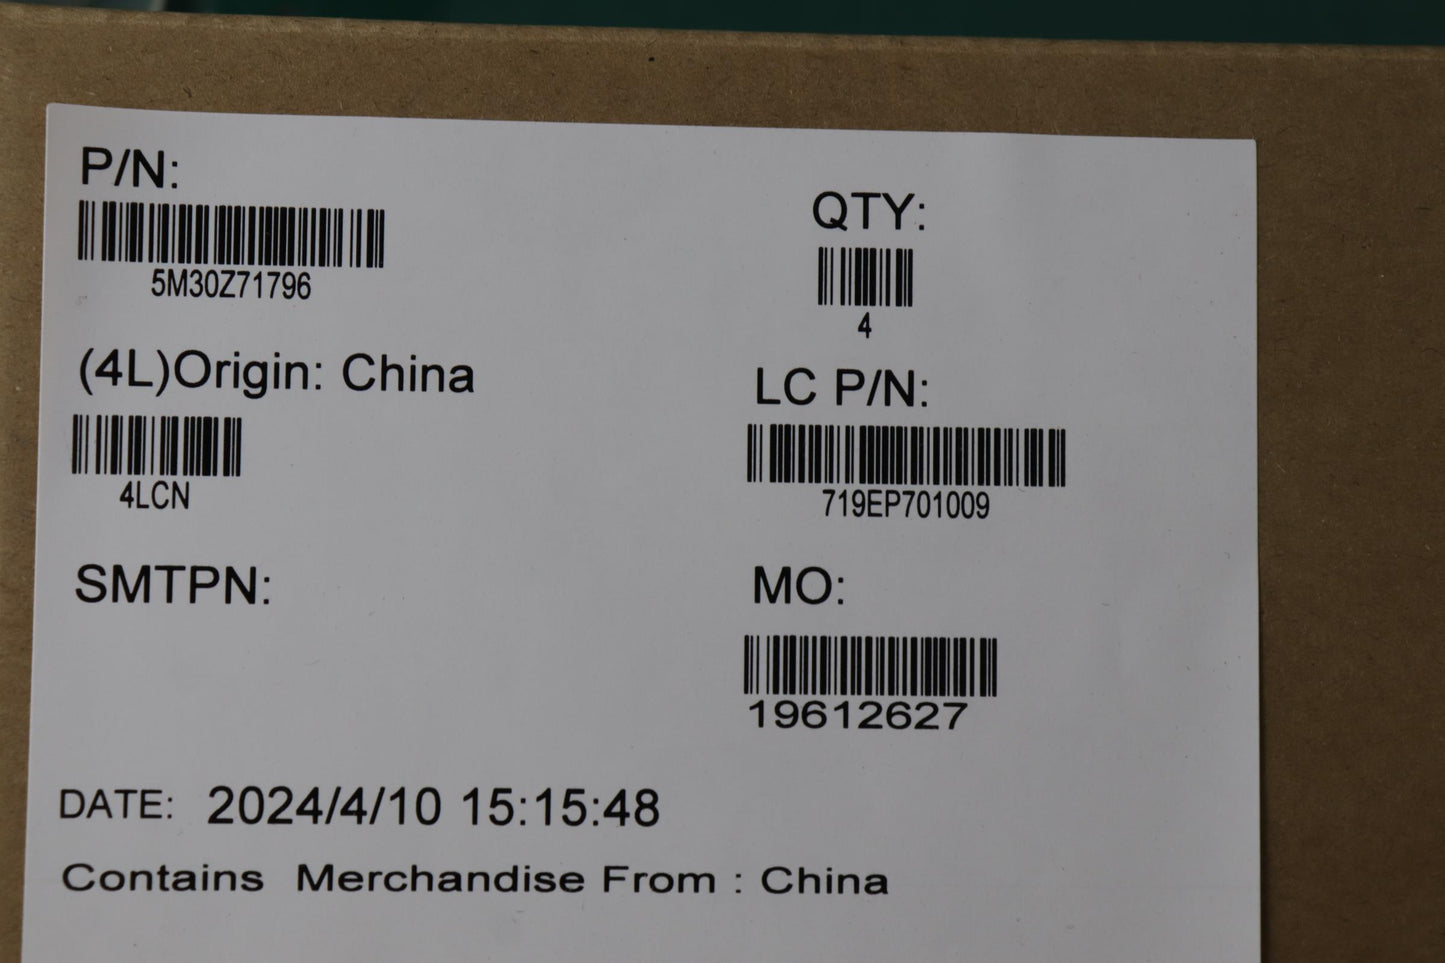 P/N:
5M30Z71796
QTY:
4
(4L)Origin: China
4LCN
LC P/N:
719EP701009
SMTPN:
MO:
19612627
DATE: 2024/4/10 15:15:48
Contains Merchandise From : China